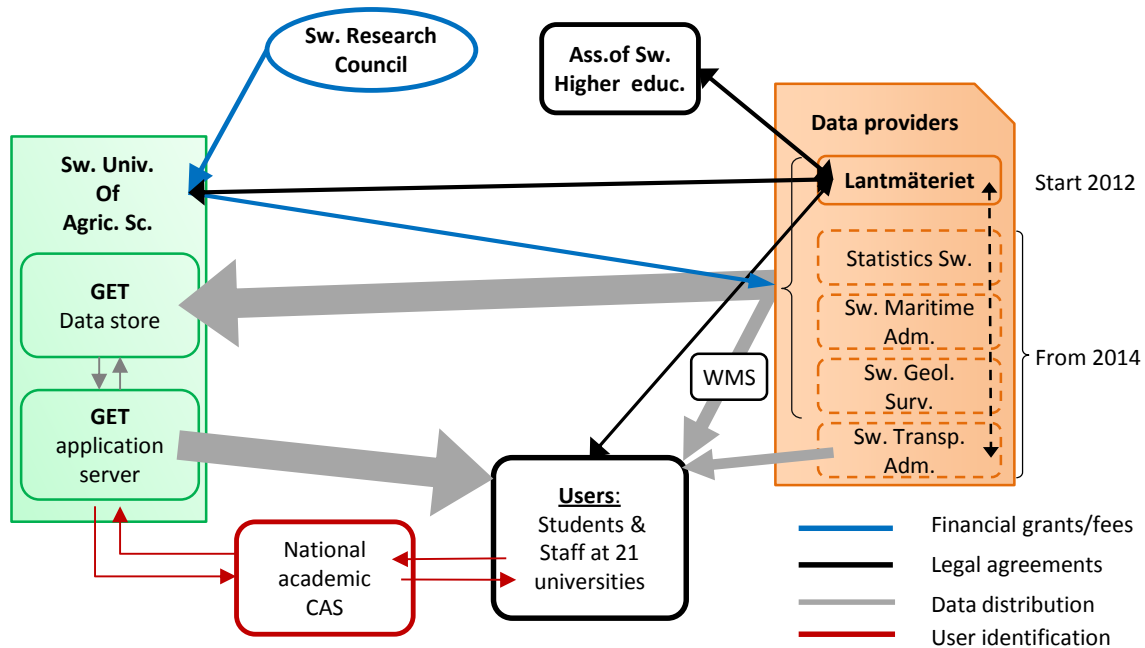 Sw. Research
Council
Ass.of Sw.
Higher educ.
Data providers
Sw. Univ.
Of
Agric. Sc.
Lantmäteriet
Start 2012
Statistics Sw.
GET
Data store
Sw. Maritime
Adm.
From 2014
WMS
Sw. Geol.
Surv.
GET
application
server
Sw. Transp.
Adm.
Users:
Students &
Staff at 21
universities
National
academic
CAS
Financial grants/fees
Legal agreements
Data distribution
User identification